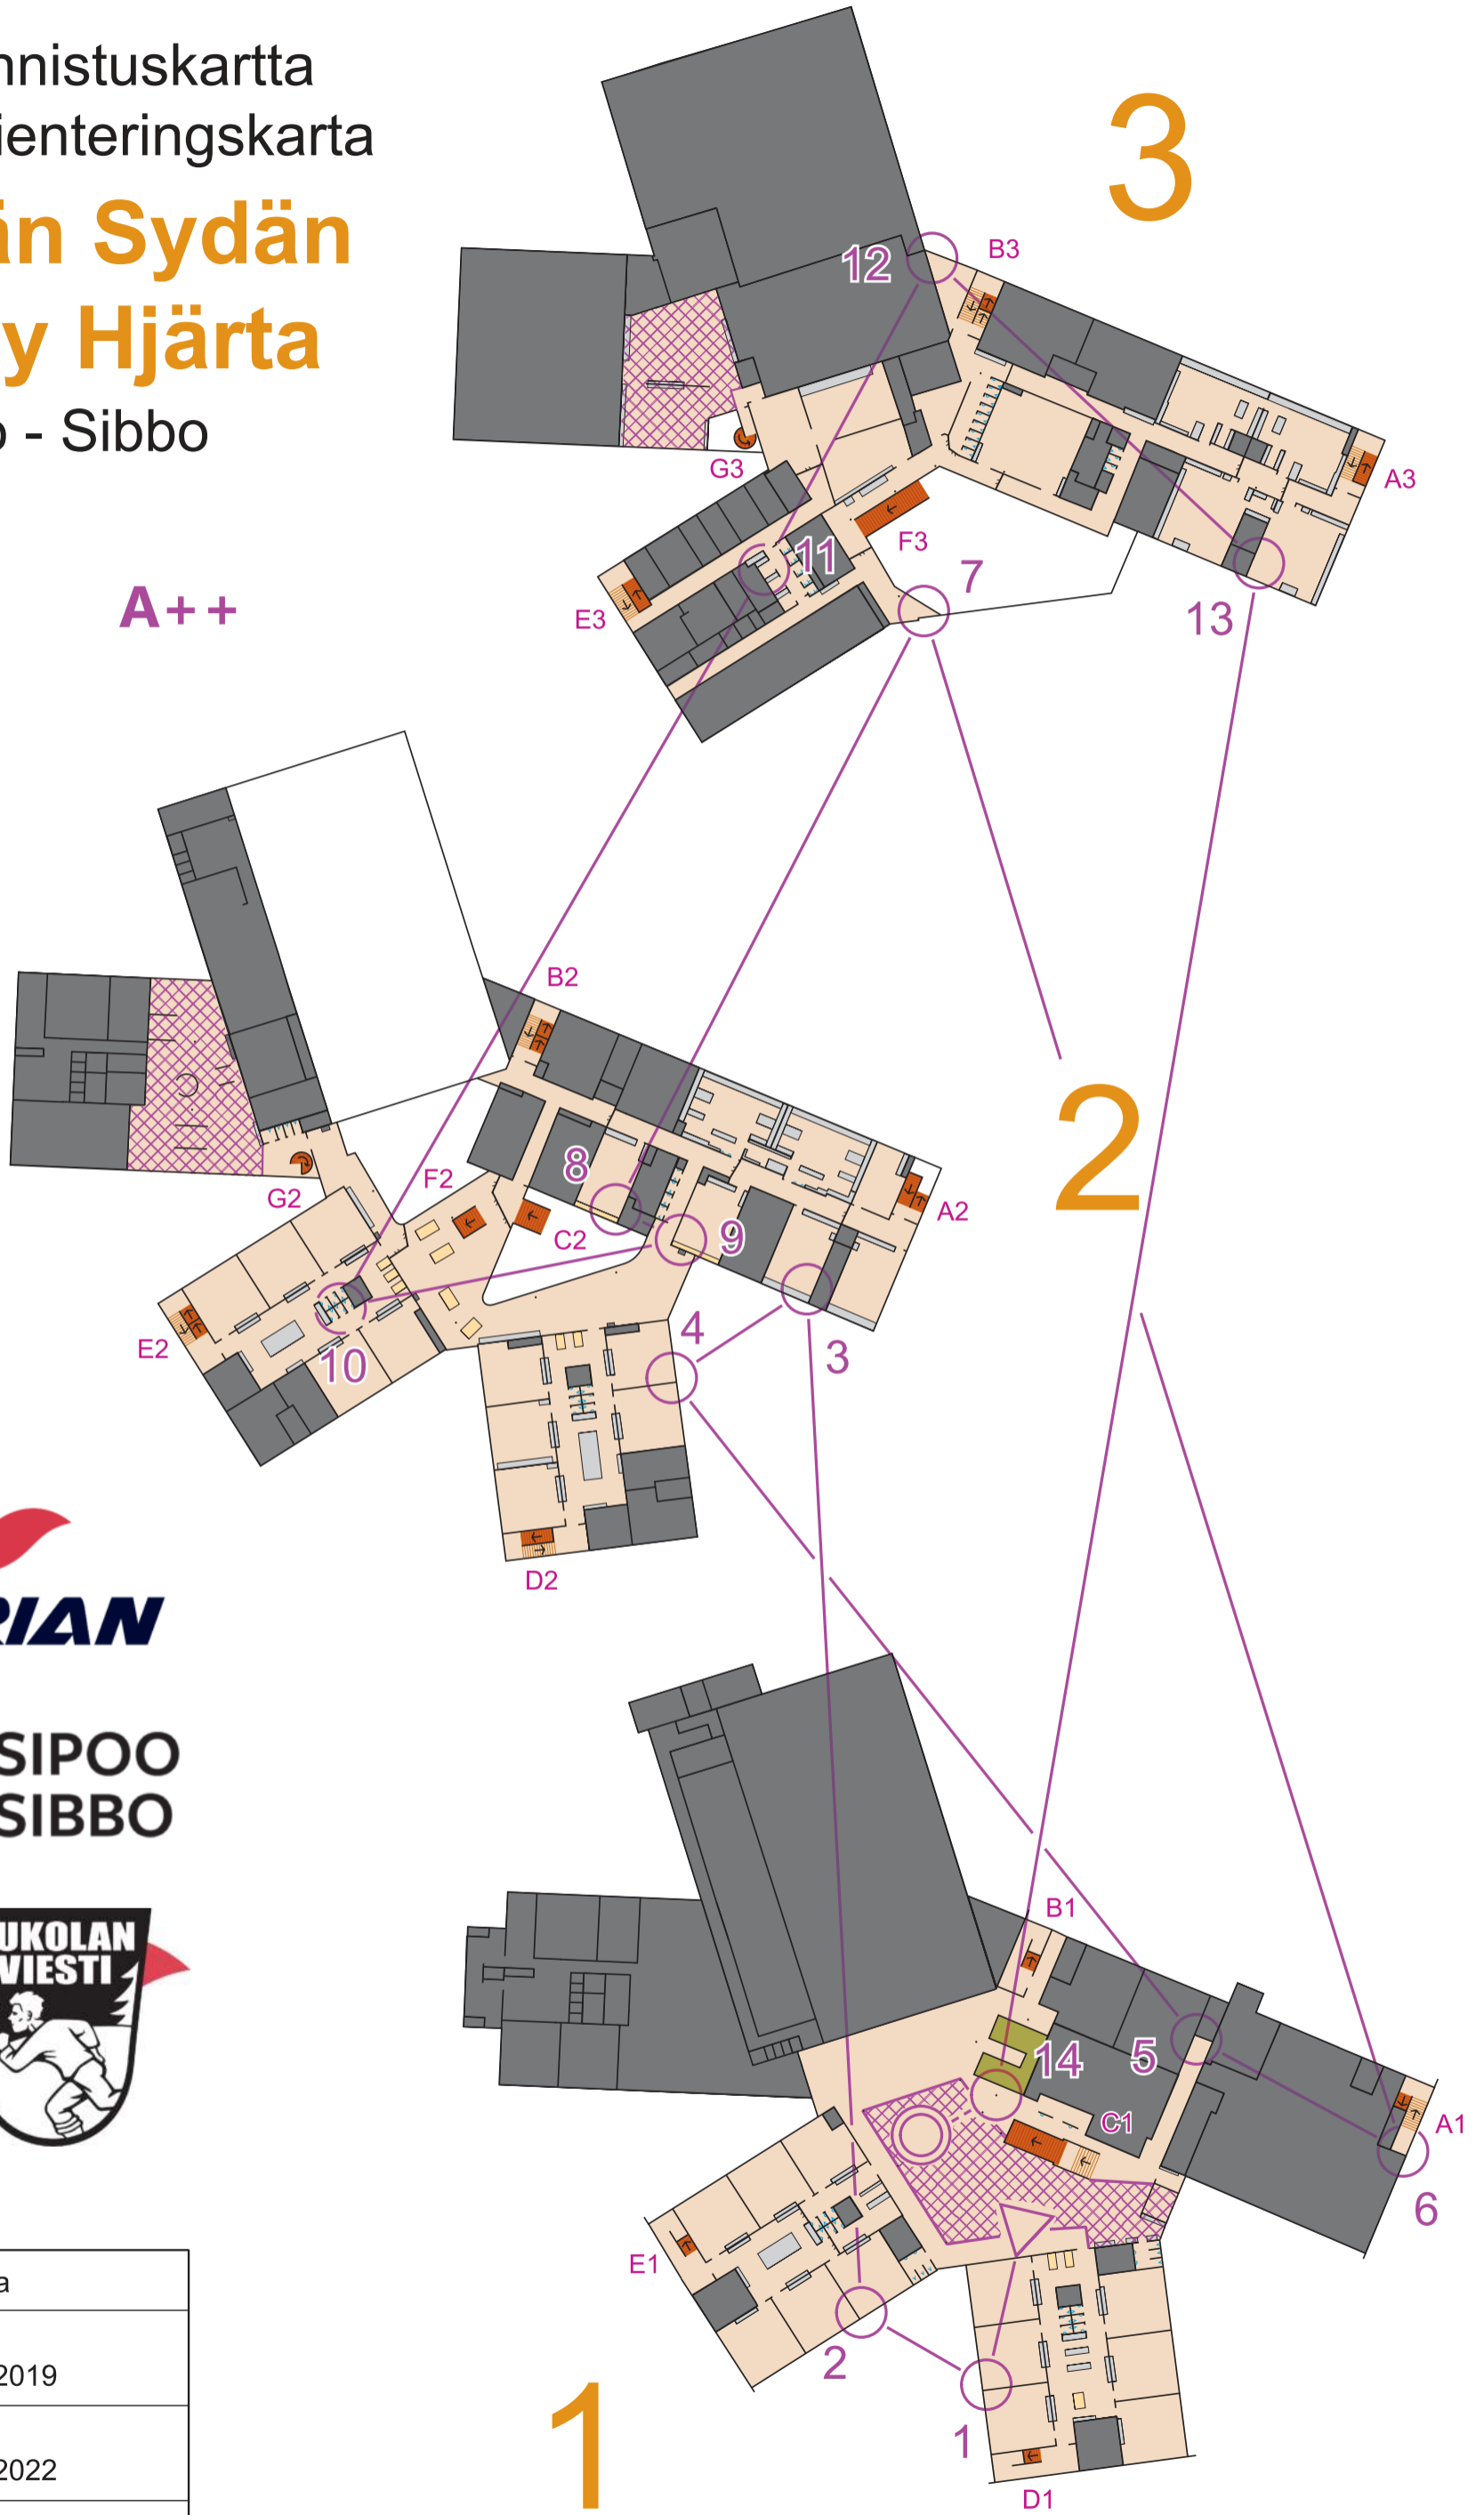 nnistuskartta
ienteringskarta
än Sydän
y Hjärta
o - Sibbo
A++
3
12
B3
G3
A3
F3
11
7
E3
13
B2
2
8
F2
G2
C2
9
A2
4
3
E2
10
D2
RIAN
SIPOO
SIBBO
B1
UKOLAN
VIESTI
14
5
C1
A1
6
E1
2
1
1
D1
a
2019
2022